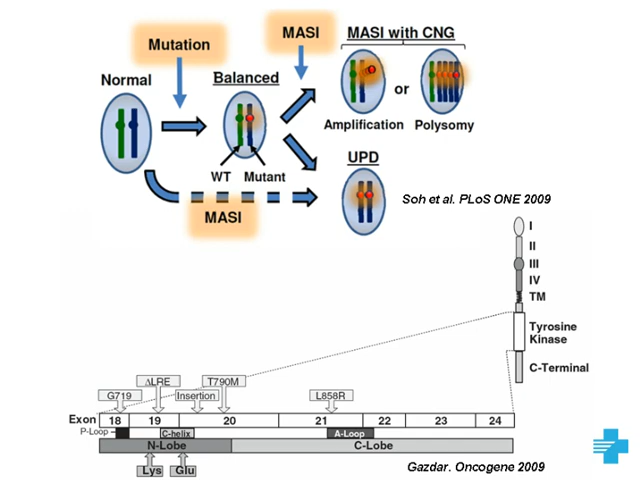 MASI with CNG
MASI
Mutation
Normal
Balanced
or
Amplification
Polysomy
UPD
WT
Mutant
MASI
Soh et al. PLoS ONE 2009
I
II
III
IV
TM
Tyrosine
Kinase
C-Terminal
ΔLRE
T790M
G719
Insertion
L858R
Exon
18
19
20
21
22
23
24
P-Loop
C-helix
A-Loop
N-Lobe
C-Lobe
Lys
Glu
Gazdar. Oncogene 2009